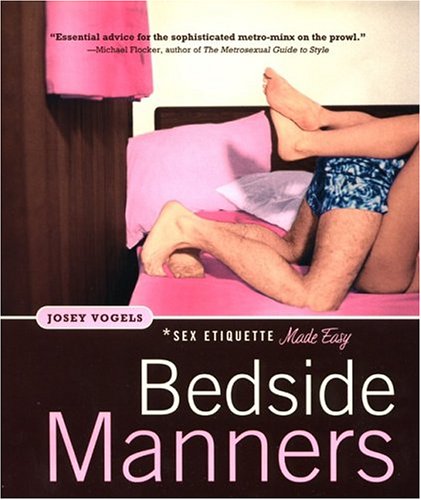 "Essential advice for the sophisticated metro-minx on the prowl."
—Michael Flocker, author of The Metrosexual Guide to Style
JOSEY VOGELS
*SEX ETIQUETTE Made Easy
Bedside
Manners